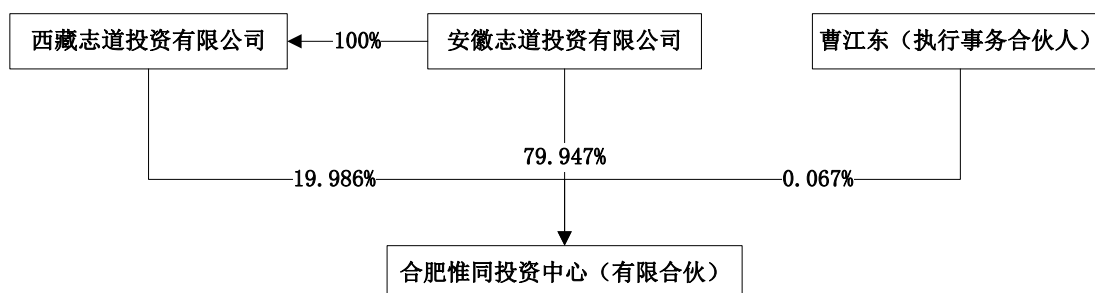 西藏志道投资有限公司
100%
安徽志道投资有限公司
曹江东（执行事务合伙人）
79.947%
19.986%
0.067%
合肥惟同投资中心（有限合伙）